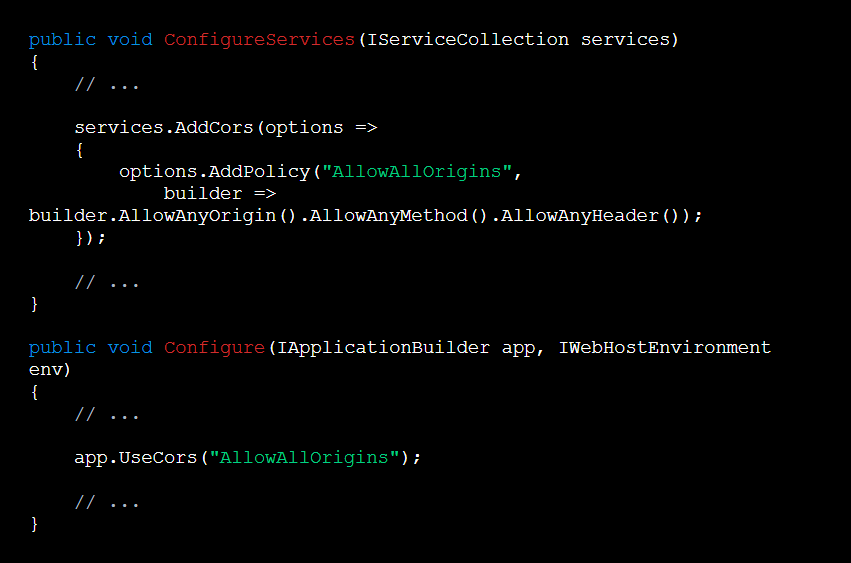 public void ConfigureServices(IServiceCollection services)
{
    // ...

    services.AddCors(options =>
    {
        options.AddPolicy("AllowAllOrigins",
            builder =>
builder.AllowAnyOrigin().AllowAnyMethod().AllowAnyHeader());
    });

    // ...
}

public void Configure(IApplicationBuilder app, IWebHostEnvironment
env)
{
    // ...

    app.UseCors("AllowAllOrigins");

    // ...
}